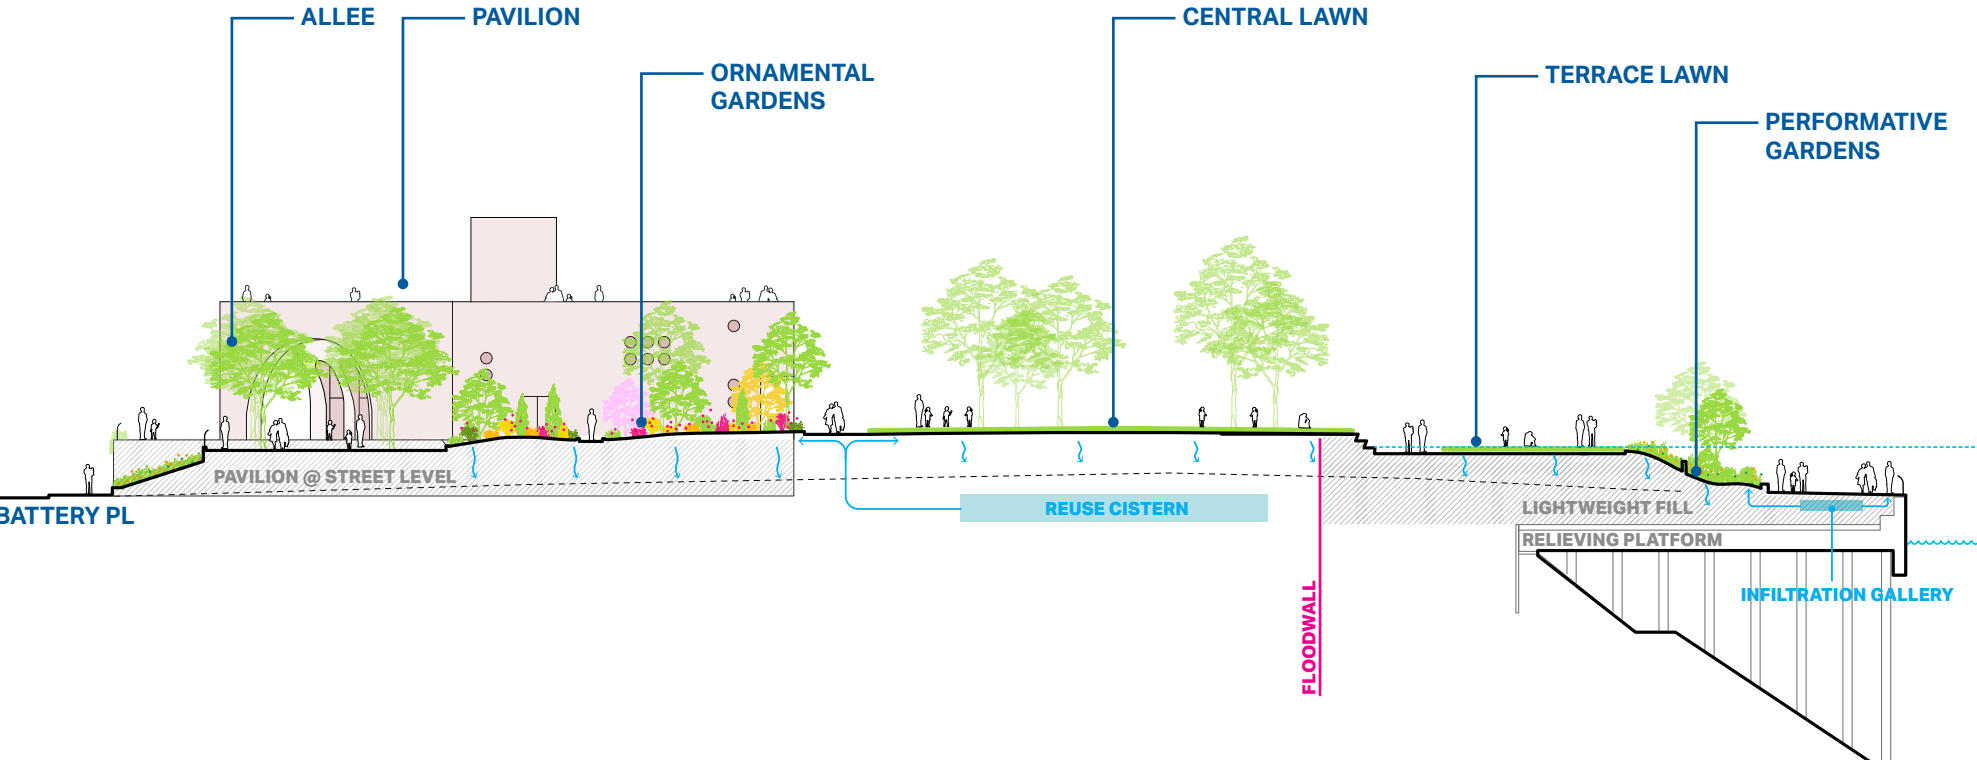 ALLEE
PAVILION
CENTRAL LAWN
ORNAMENTAL
GARDENS
TERRACE LAWN
PERFORMATIVE
GARDENS
PAVILION @ STREET LEVEL
BATTERY PL
REUSE CISTERN
LIGHTWEIGHT FILL
RELIEVING PLATFORM
INFILTRATION GALLERY
FLOODWALL